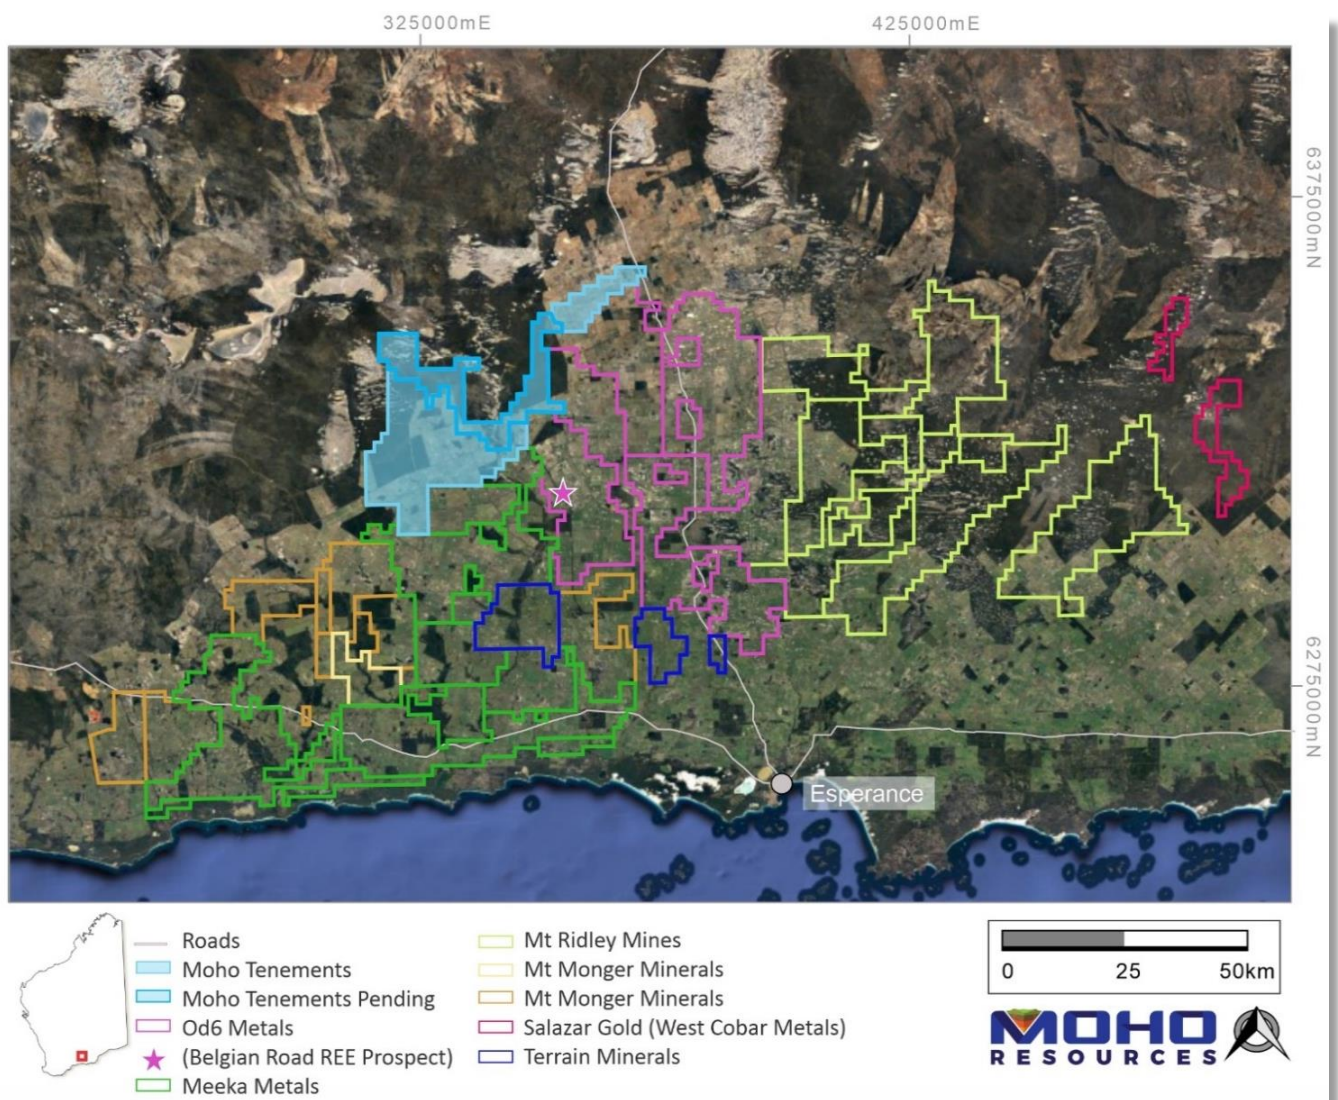 325000mE
425000mE
6375000mN
6275000mN
Esperance
Roads
Moho Tenements
Moho Tenements Pending
Od6 Metals
(Belgian Road REE Prospect)
Meeka Metals
Mt Ridley Mines
Mt Monger Minerals
Mt Monger Minerals
Salazar Gold (West Cobar Metals)
Terrain Minerals
0 25 50km
MOHO
RESOURCES